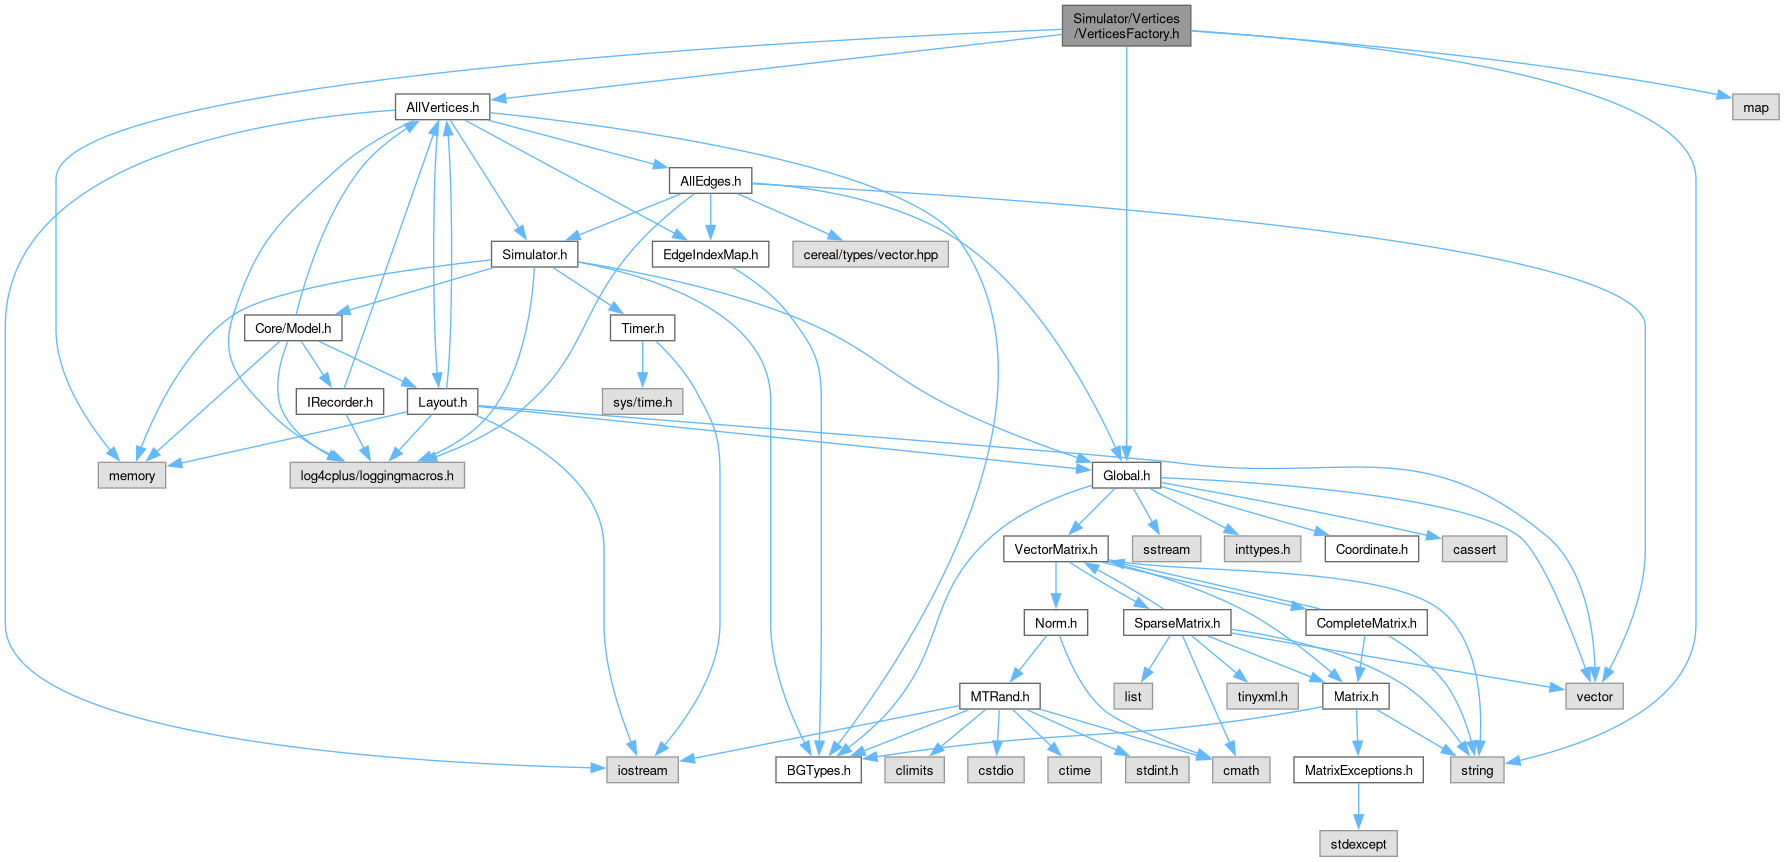 Simulator/Vertices
/VerticesFactory.h
AllVertices.h
map
AllEdges.h
Simulator.h
EdgeIndexMap.h
cereal/types/vector.hpp
Core/Model.h
Timer.h
IRecorder.h
Layout.h
sys/time.h
memory
log4cplus/loggingmacros.h
Global.h
VectorMatrix.h
sstream
inttypes.h
Coordinate.h
cassert
Norm.h
SparseMatrix.h
CompleteMatrix.h
MTRand.h
list
tinyxml.h
Matrix.h
vector
iostream
BGTypes.h
climits
cstdio
ctime
stdint.h
cmath
MatrixExceptions.h
string
stdexcept